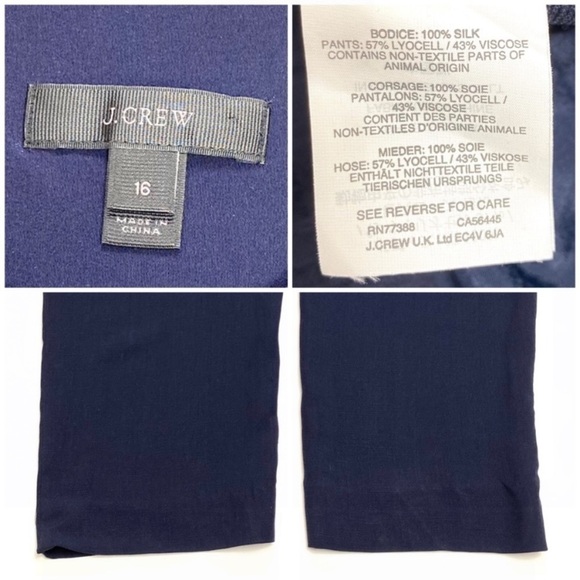 J.CREW
16
MADE IN
CHINA
BODICE: 100% SILK
PANTS: 57% LYOCELL / 43% VISCOSE
CONTAINS NON-TEXTILE PARTS OF
ANIMAL ORIGIN
CORSAGE: 100% SOIE
PANTALONS: 57% LYOCELL /
43% VISCOSE
CONTIENT DES PARTIES
NON-TEXTILES D'ORIGINE ANIMALE
MIEDER: 100% SOIE
HOSE: 57% LYOCELL / 43% VISKOSE
ENTHÄLT NICHTTEXTILE TEILE
TIERISCHEN URSPRUNGS
SEE REVERSE FOR CARE
RN77388 CA56445
J.CREW U.K. Ltd EC4V 6JA